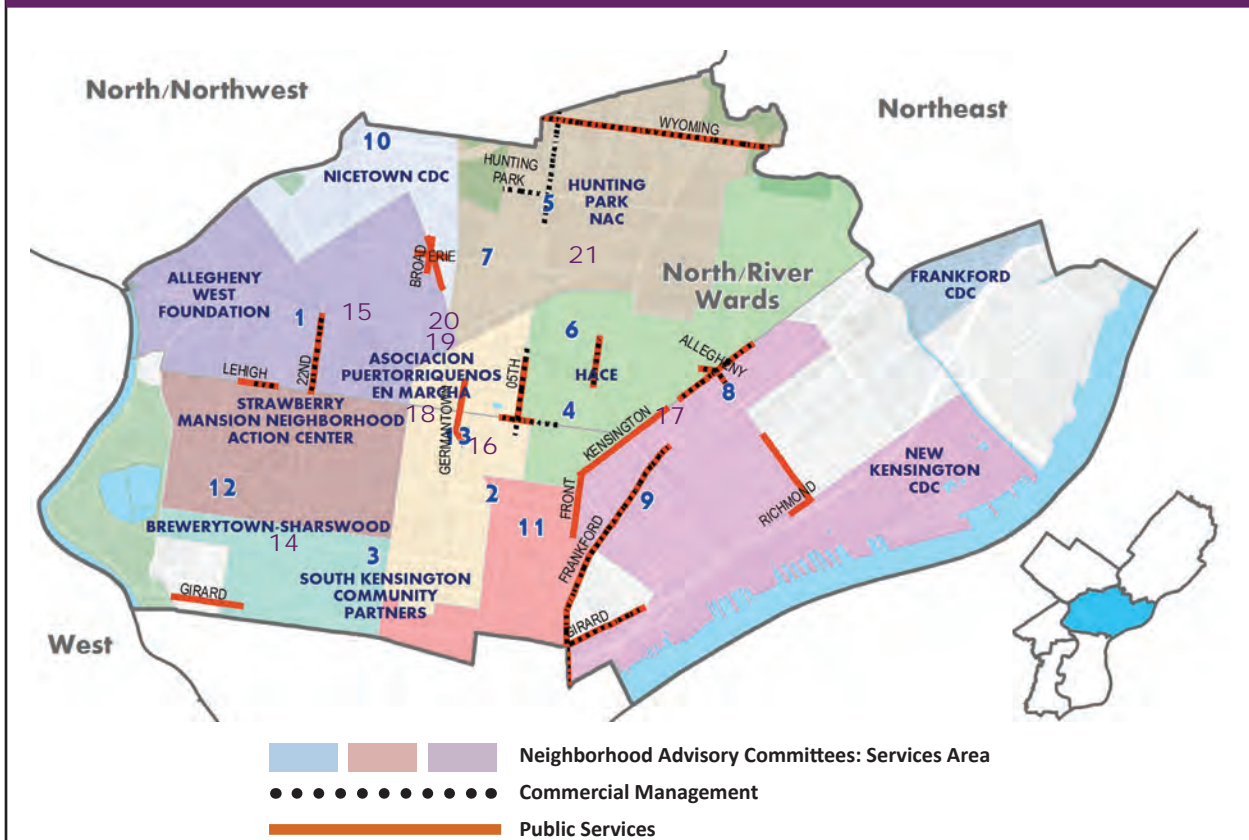 North/Northwest
Northeast
WYOMING
10
NICETOWN CDC
HUNTING
PARK
HUNTING
PARK
NAC
5
BROAD
ERIE
7
21
North/River
Wards
FRANKFORD
CDC
ALLEGHENY
WEST
FOUNDATION
1
15
20
19
22ND
LEHIGH
ASOCIACION
PUERTORRIQUENOS
EN MARCHA
05TH
6
HACE
ALLEGHENY
8
STRAWBERRY
MANSION NEIGHBORHOOD
ACTION CENTER
18
GERMANTOWN
13
16
4
KENSINGTON
17
NEW
KENSINGTON
CDC
12
2
11
FRONT
9
FRANKFORD
RICHMOND
BREWERYTOWN-SHARSWOOD
14
3
SOUTH KENSINGTON
COMMUNITY
PARTNERS
GIRARD
GIRARD
West
Neighborhood Advisory Committees: Services Area
Commercial Management
Public Services